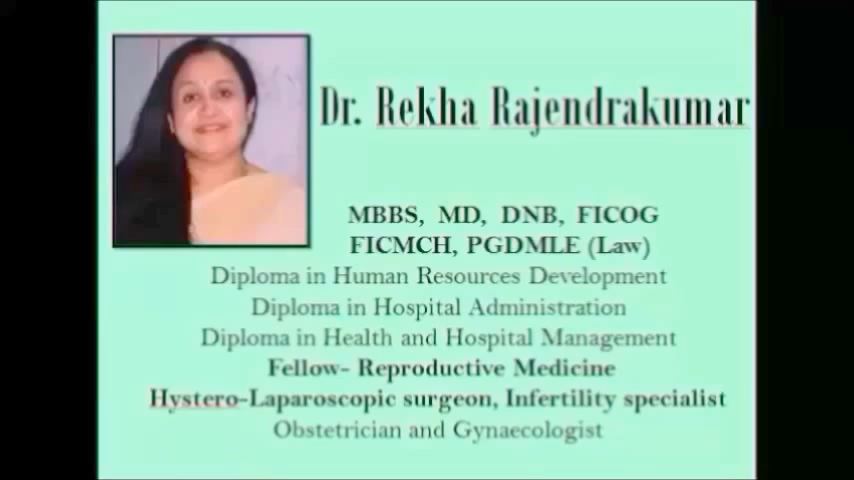 Dr. Rekha Rajendrakumar
MBBS, MD, DNB, FICOG
FICMCH, PGDMLE (Law)
Diploma in Human Resources Development
Diploma in Hospital Administration
Diploma in Health and Hospital Management
Fellow- Reproductive Medicine
Hystero-Laparoscopic surgeon, Infertility specialist
Obstetrician and Gynaecologist